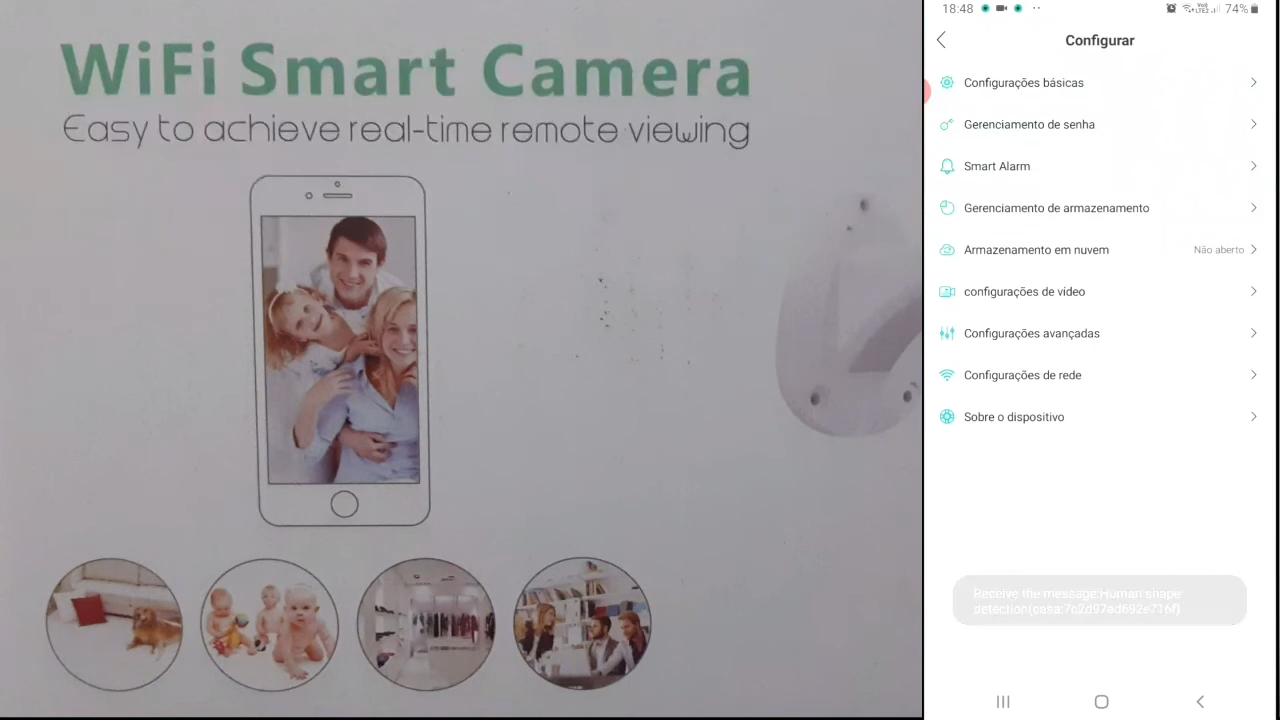 WiFi Smart Camera
Easy to achieve real-time remote viewing
18:48
74%
Configurar
Configurações básicas
Gerenciamento de senha
Smart Alarm
Gerenciamento de armazenamento
Armazenamento em nuvem Não aberto
configurações de vídeo
Configurações avançadas
Configurações de rede
Sobre o dispositivo
Receive the message:Human shape
detection(casa:7c2d97ad692e716f)